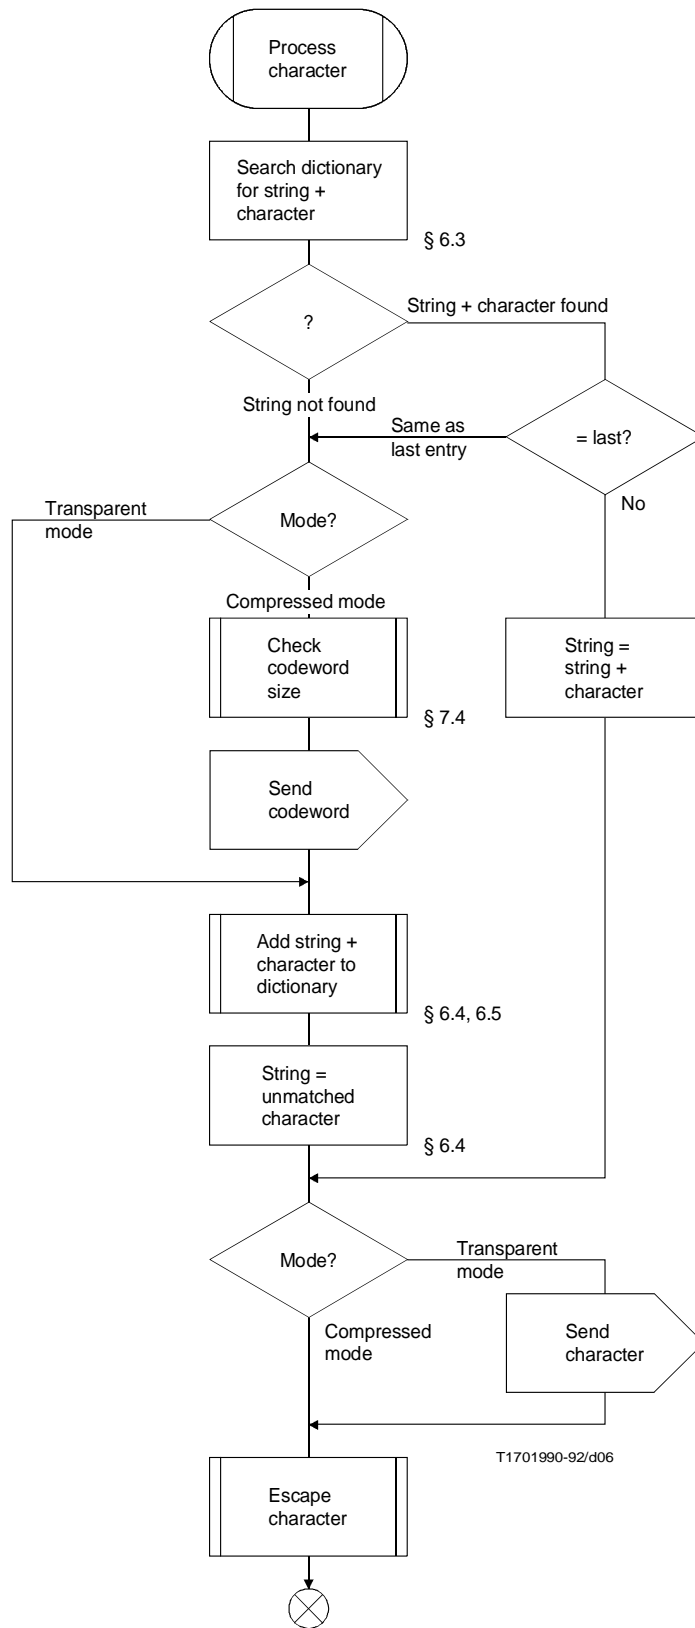 Process
character
Search dictionary
for string +
character
§ 6.3
?
String + character found
String not found
Same as
last entry
= last?
No
Transparent
mode
Mode?
Compressed mode
Check
codeword
size
§ 7.4
String =
string +
character
Send
codeword
Add string +
character to
dictionary
§ 6.4, 6.5
String =
unmatched
character
§ 6.4
Mode?
Transparent
mode
Compressed
mode
Send
character
T1701990-92/d06
Escape
character